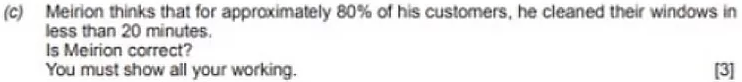 (c) Meirion thinks that for approximately 80% of his customers, he cleaned their windows in
less than 20 minutes.
Is Meirion correct?
You must show all your working. [3]